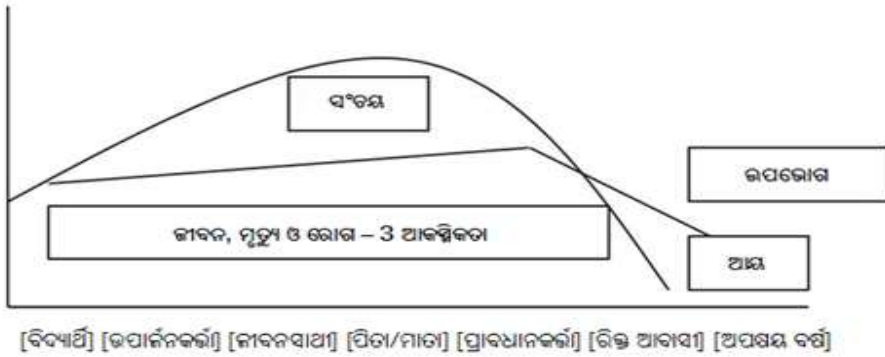 ସଂଚୟ
ଉପଭୋଗ
ଜୀବନ, ମୃତ୍ୟୁ ଓ ରୋଗ – 3 ଆକସ୍ମିକତା
ଆୟ
[ବିଦ୍ୟାର୍ଥି] [ଉପାର୍ଜନକର୍ତ୍ତା] [ଜୀବନସାଥୀ] [ପିତା/ମାତା] [ପ୍ରାବଧାନକର୍ତ୍ତା] [ରିକ୍ତ ଆବାସୀ] [ଅପକ୍ଷୟ ବର୍ଷ]